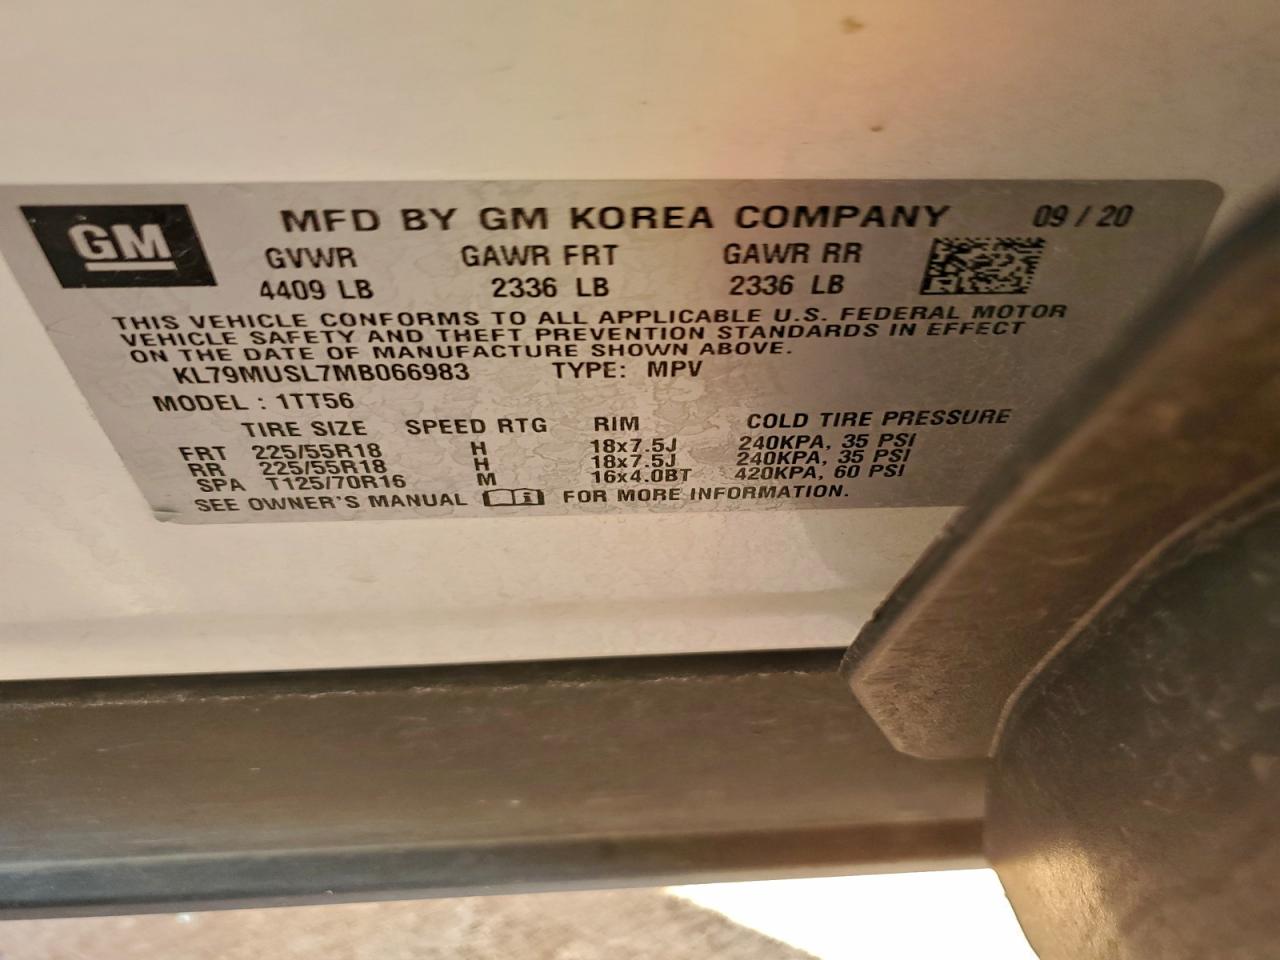 GM
MFD BY GM KOREA COMPANY 09 / 20
GVWR GAWR FRT GAWR RR
4409 LB 2336 LB 2336 LB
THIS VEHICLE CONFORMS TO ALL APPLICABLE U.S. FEDERAL MOTOR
VEHICLE SAFETY AND THEFT PREVENTION STANDARDS IN EFFECT
ON THE DATE OF MANUFACTURE SHOWN ABOVE.
KL79MUSL7MB066983 TYPE: MPV
MODEL : 1TT56
TIRE SIZE SPEED RTG RIM COLD TIRE PRESSURE
FRT 225/55R18 H 18x7.5J 240KPA, 35 PSI
RR 225/55R18 H 18x7.5J 240KPA, 35 PSI
SPA T125/70R16 M 16x4.0BT 420KPA, 60 PSI
SEE OWNER'S MANUAL FOR MORE INFORMATION.